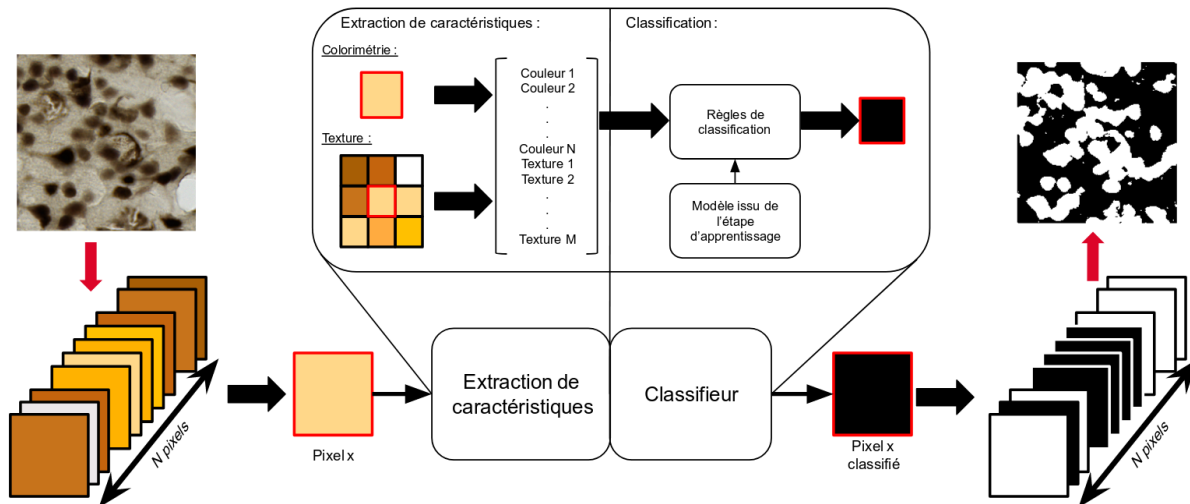 Extraction de caractéristiques :
Classification :
Colorimétrie :
Couleur 1
Couleur 2
.
.
.
Couleur N
Texture 1
Texture 2
.
.
.
Texture M
Texture :
Règles de
classification
Modèle issu de
l'étape
d'apprentissage
N pixels
Pixel x
Extraction de
caractéristiques
Classifieur
Pixel x
classifié
N pixels